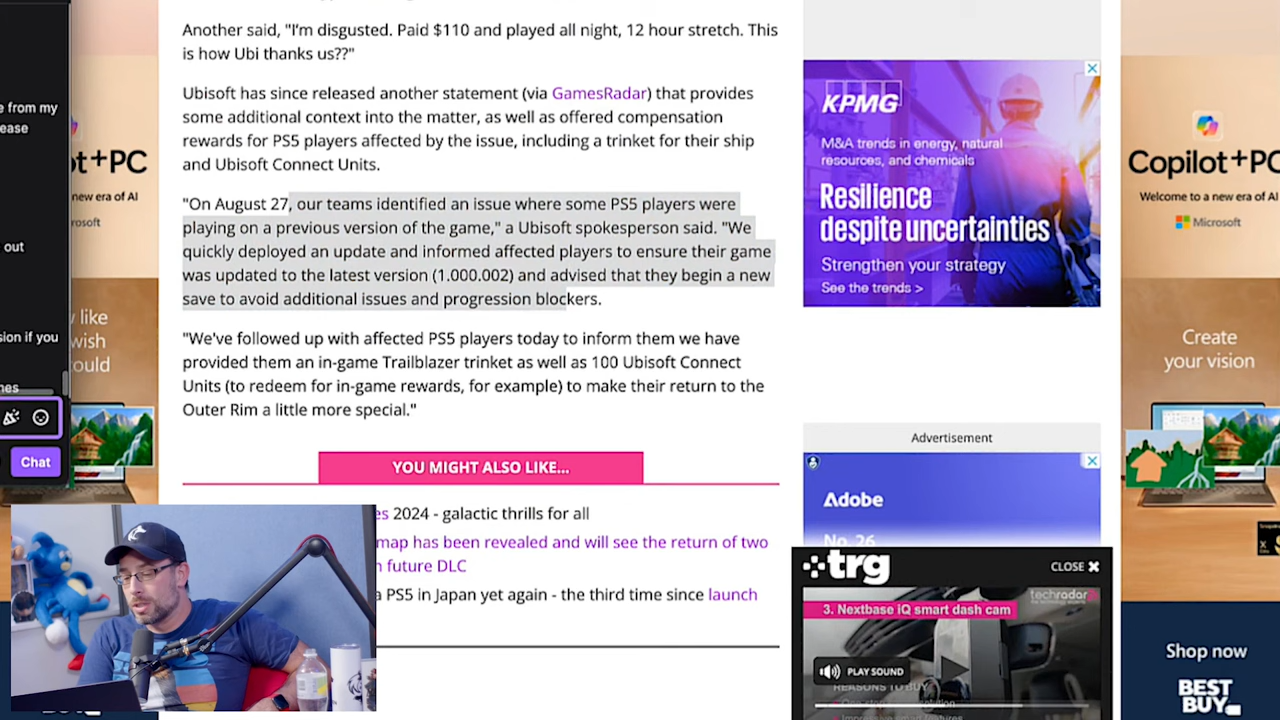 Another said, "I'm disgusted. Paid $110 and played all night, 12 hour stretch. This
is how Ubi thanks us??"
Ubisoft has since released another statement (via GamesRadar) that provides
some additional context into the matter, as well as offered compensation
rewards for PS5 players affected by the issue, including a trinket for their ship
and Ubisoft Connect Units.
"On August 27, our teams identified an issue where some PS5 players were
playing on a previous version of the game," a Ubisoft spokesperson said. "We
quickly deployed an update and informed affected players to ensure their game
was updated to the latest version (1.000.002) and advised that they begin a new
save to avoid additional issues and progression blockers.
"We've followed up with affected PS5 players today to inform them we have
provided them an in-game Trailblazer trinket as well as 100 Ubisoft Connect
Units (to redeem for in-game rewards, for example) to make their return to the
Outer Rim a little more special."
YOU MIGHT ALSO LIKE...
es 2024 - galactic thrills for all
map has been revealed and will see the return of two
n future DLC
a PS5 in Japan yet again - the third time since launch
e from my
ease
out
sion if you
mes
Chat
ot+PC
new era of AI
osoft
like
wish
ould
KPMG
M&A trends in energy, natural
resources, and chemicals
Resilience
despite uncertainties
Strengthen your strategy
See the trends >
Advertisement
Adobe
No. 26
trg
CLOSE
techradar
3. Nextbase iQ smart dash cam
PLAY SOUND
REASONS TO BUY
Copilot+PC
Welcome to a new era of AI
Microsoft
Create
your vision
Shop now
BEST
BUY